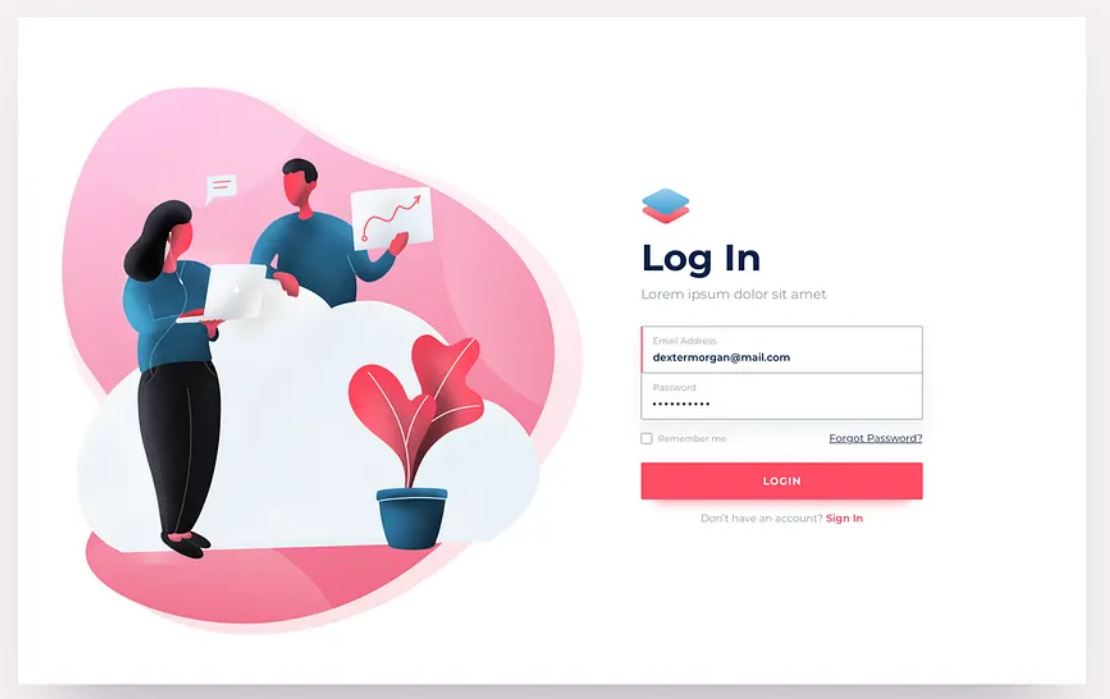 Log In
Lorem ipsum dolor sit amet
Email Address
dextermorgan@mail.com
Password
••••••••••
Remember me
Forgot Password?
LOGIN
Don't have an account? Sign In